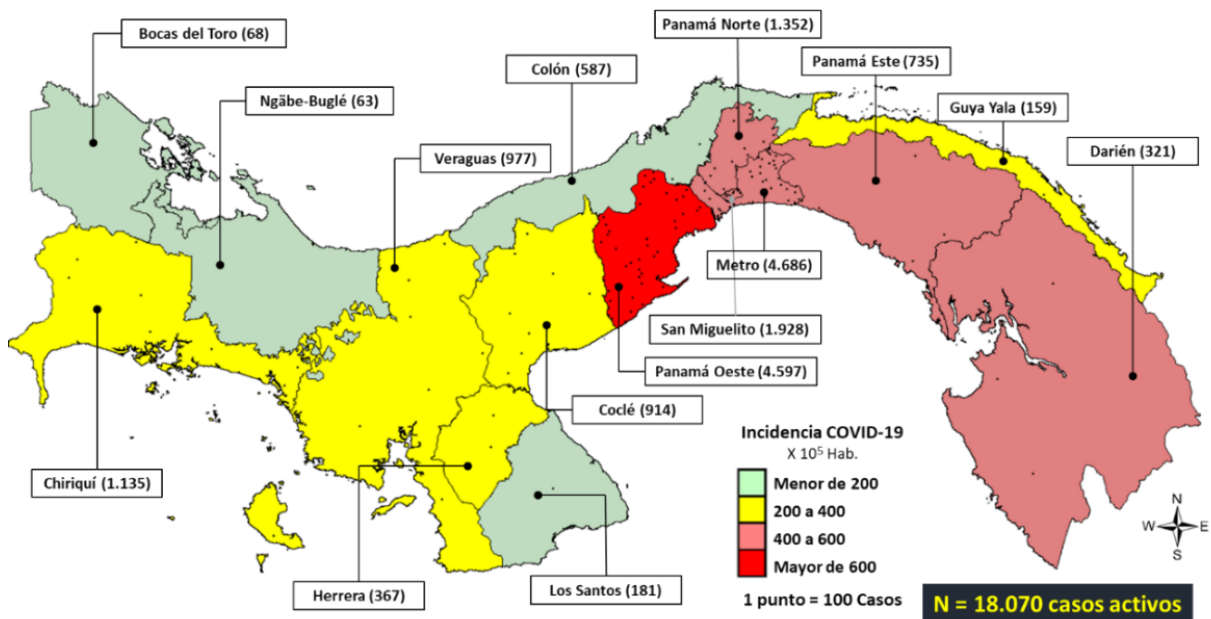 Panamá Norte (1.352)
Bocas del Toro (68)
Panamá Este (735)
Colón (587)
Ngäbe-Buglé (63)
Guya Yala (159)
Veraguas (977)
Darién (321)
Metro (4.686)
San Miguelito (1.928)
Panamá Oeste (4.597)
Coclé (914)
Chiriquí (1.135)
Herrera (367)
Los Santos (181)
Incidencia COVID-19
X 10⁵ Hab.
Menor de 200
200 a 400
400 a 600
Mayor de 600
1 punto = 100 Casos
N
W E
S
N = 18.070 casos activos